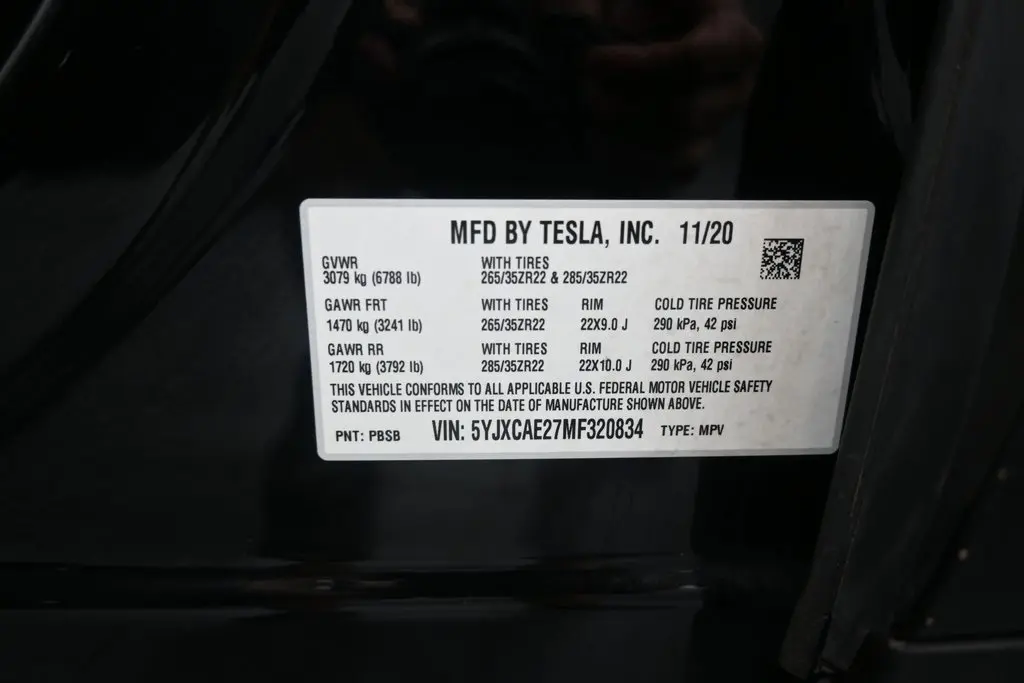 MFD BY TESLA, INC. 11/20
GVWR WITH TIRES
3079 kg (6788 lb) 265/35ZR22 & 285/35ZR22
GAWR FRT WITH TIRES RIM COLD TIRE PRESSURE
1470 kg (3241 lb) 265/35ZR22 22X9.0 J 290 kPa, 42 psi
GAWR RR WITH TIRES RIM COLD TIRE PRESSURE
1720 kg (3792 lb) 285/35ZR22 22X10.0 J 290 kPa, 42 psi
THIS VEHICLE CONFORMS TO ALL APPLICABLE U.S. FEDERAL MOTOR VEHICLE SAFETY
STANDARDS IN EFFECT ON THE DATE OF MANUFACTURE SHOWN ABOVE.
PNT: PBSB VIN: 5YJXCAE27MF320834 TYPE: MPV